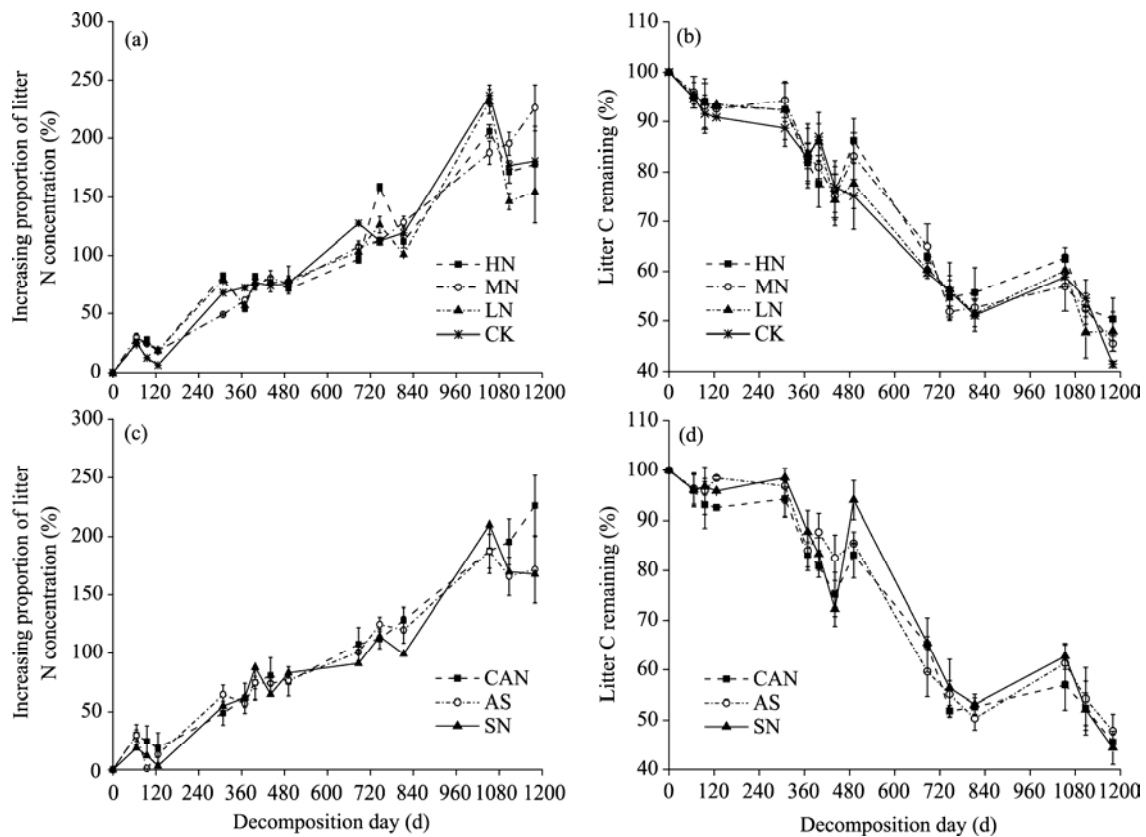 (a)
Increasing proportion of litter
N concentration (%)
300
250
200
150
100
50
0
HN
MN
LN
CK
0 120 240 360 480 600 720 840 960 1080 1200
(b)
Litter C remaining (%)
110
100
90
80
70
60
50
40
HN
MN
LN
CK
0 120 240 360 480 600 720 840 960 1080 1200
(c)
Increasing proportion of litter
N concentration (%)
300
250
200
150
100
50
0
CAN
AS
SN
0 120 240 360 480 600 720 840 960 1080 1200
Decomposition day (d)
(d)
Litter C remaining (%)
110
100
90
80
70
60
50
40
CAN
AS
SN
0 120 240 360 480 600 720 840 960 1080 1200
Decomposition day (d)